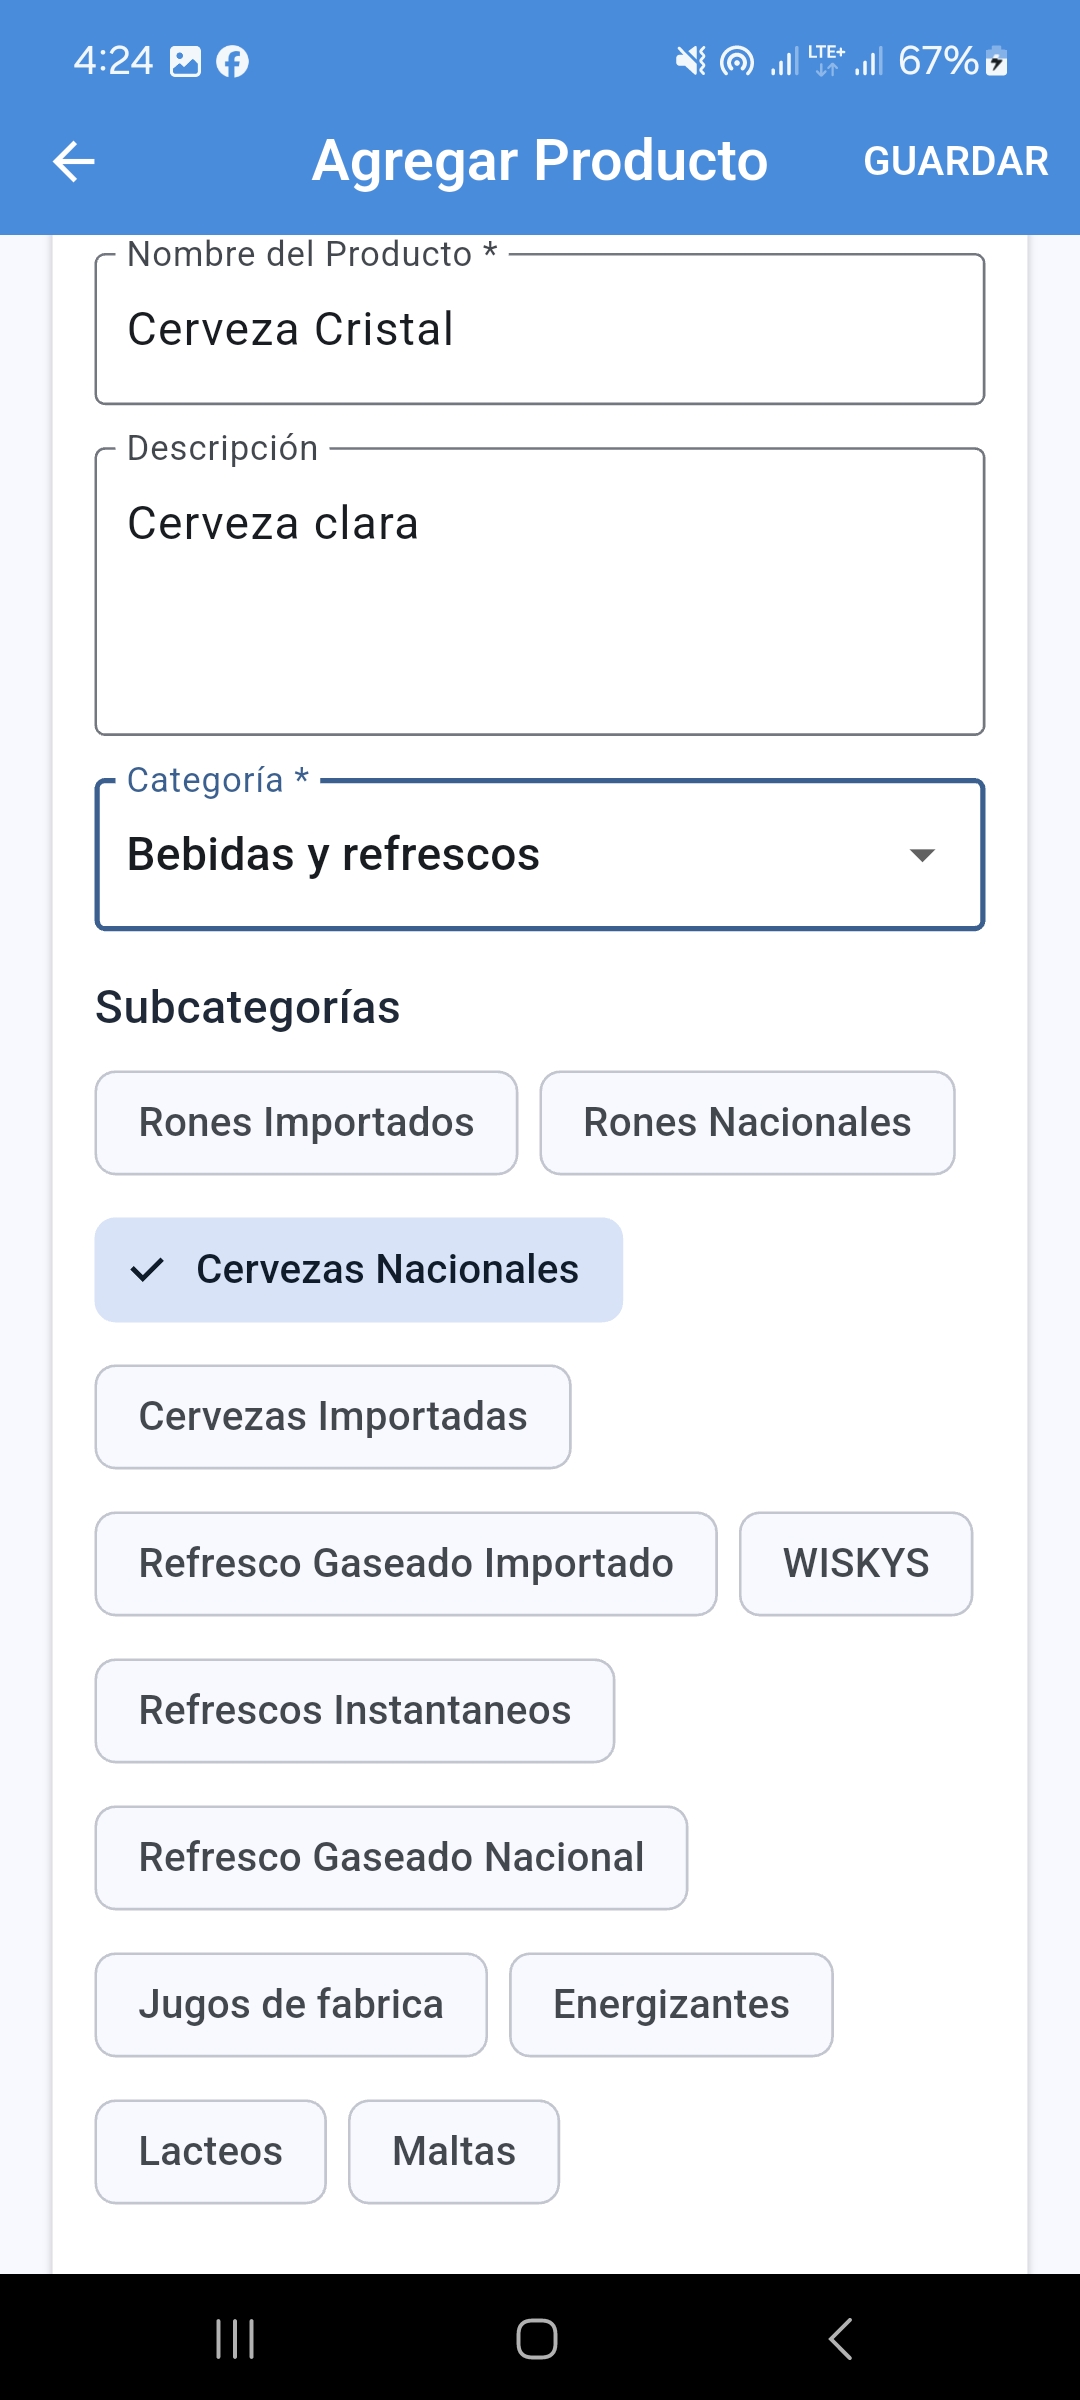 4:24 LTE+ 67%
Agregar Producto GUARDAR
Nombre del Producto *
Cerveza Cristal
Descripción
Cerveza clara
Categoría *
Bebidas y refrescos
Subcategorías
Rones Importados Rones Nacionales
Cervezas Nacionales
Cervezas Importadas
Refresco Gaseado Importado WISKYS
Refrescos Instantaneos
Refresco Gaseado Nacional
Jugos de fabrica Energizantes
Lacteos Maltas